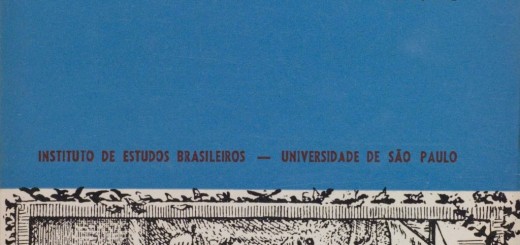 INSTITUTO DE ESTUDOS BRASILEIROS — UNIVERSIDADE DE SÃO PAULO